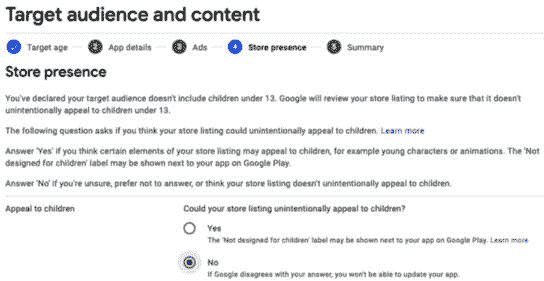 Target audience and content
Target age 2 App details 3 Ads 4 Store presence 5 Summary
Store presence
You've declared your target audience doesn't include children under 13. Google will review your store listing to make sure that it doesn't
unintentionally appeal to children under 13.
The following question asks if you think your store listing could unintentionally appeal to children. Learn more
Answer 'Yes' if you think certain elements of your store listing may appeal to children, for example young characters or animations. The 'Not
designed for children' label may be shown next to your app on Google Play.
Answer 'No' if you're unsure, prefer not to answer, or think your store listing doesn't unintentionally appeal to children.
Appeal to children Could your store listing unintentionally appeal to children?
Yes
The 'Not designed for children' label may be shown next to your app on Google Play. Learn more
No
If Google disagrees with your answer, you won't be able to update your app.